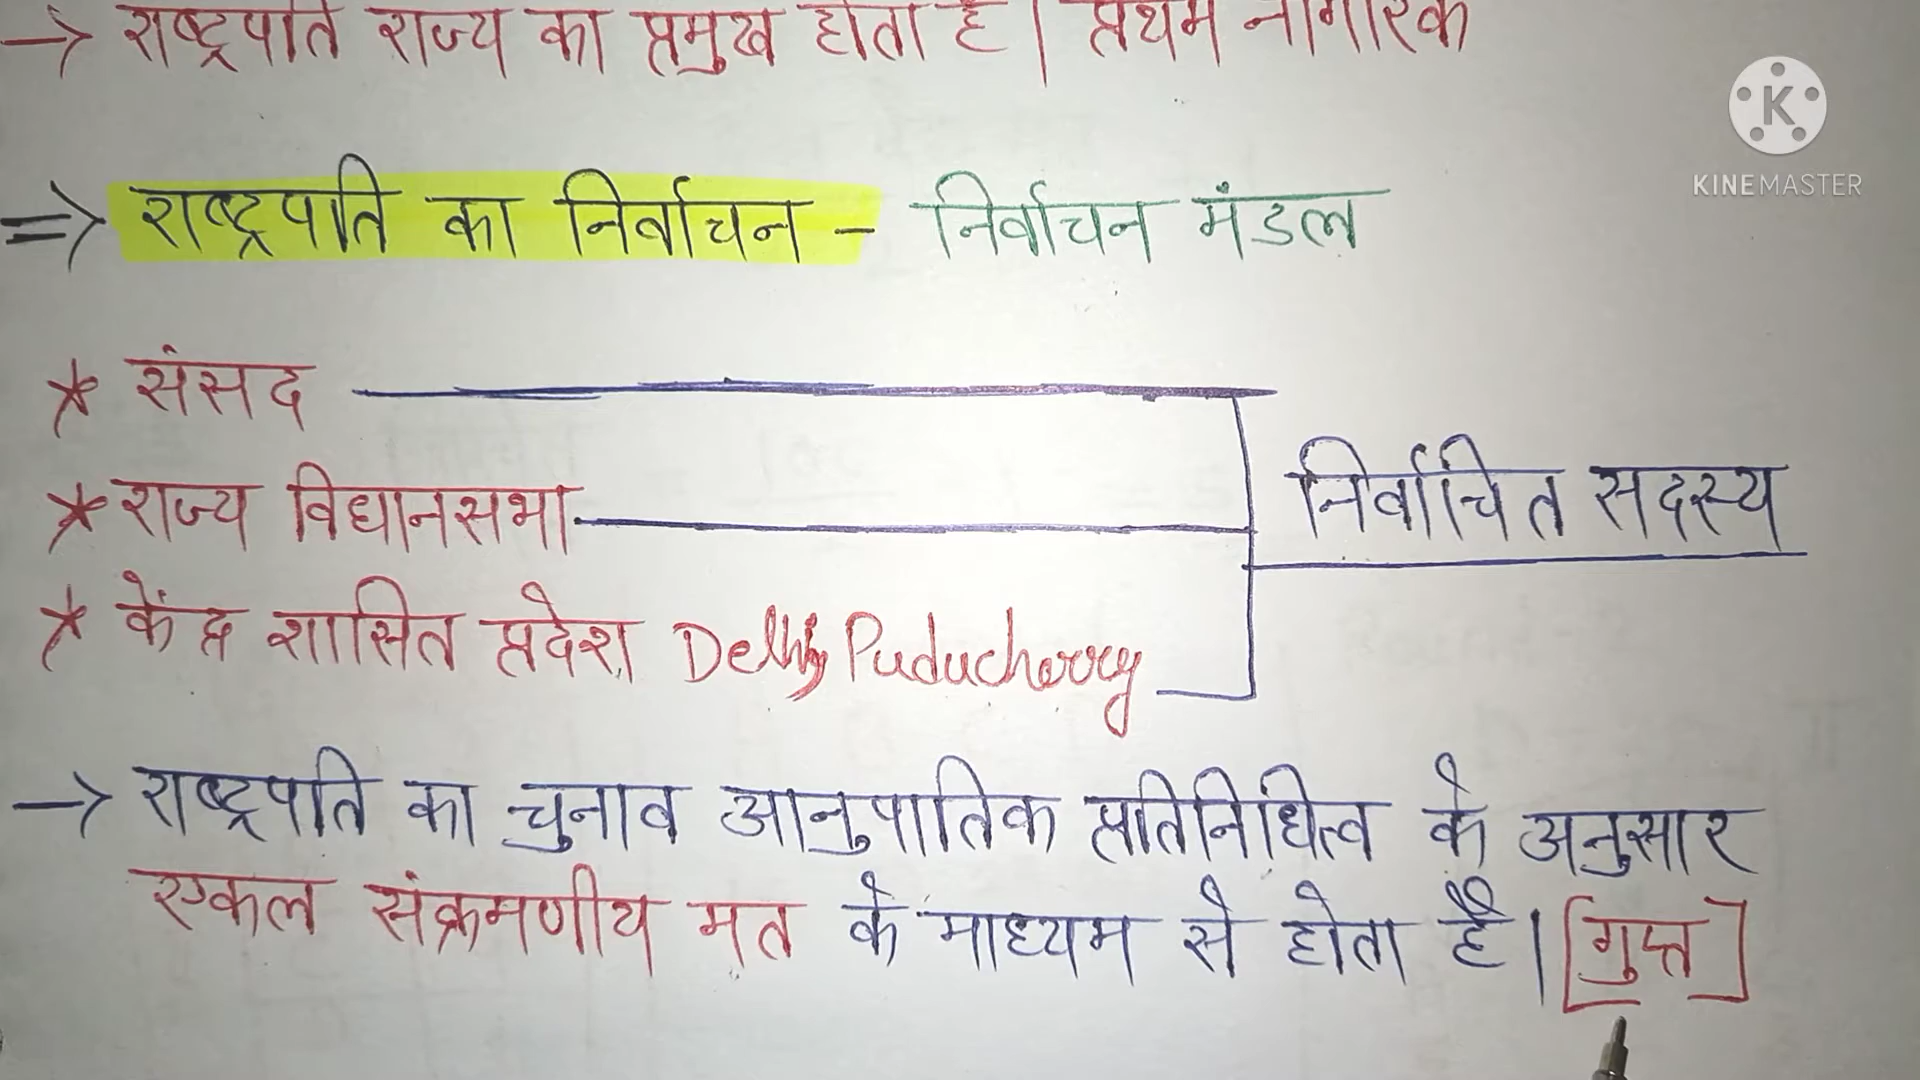 → राष्ट्रपति राज्य का प्रमुख होता है। प्रथम नागरिक
K
KINEMASTER
⇒ राष्ट्रपति का निर्वाचन - निर्वाचन मंडल
* संसद
* राज्य विधानसभा
निर्वाचित सदस्य
* केंद्र शासित प्रदेश Delhi, Puducherry
→ राष्ट्रपति का चुनाव आनुपातिक प्रतिनिधित्व के अनुसार
एकल संक्रमणीय मत के माध्यम से होता है। [गुप्त]